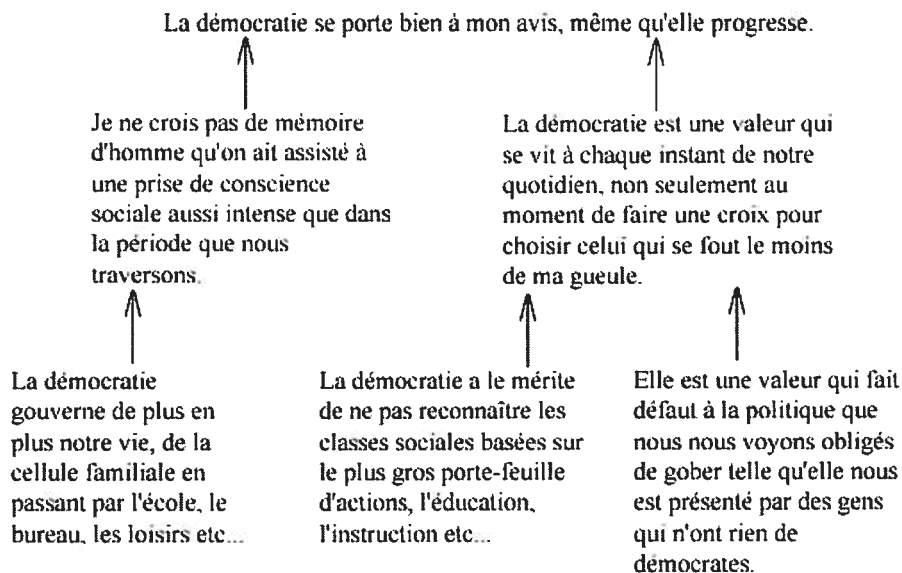 La démocratie se porte bien à mon avis, même qu'elle progresse.
Je ne crois pas de mémoire
d'homme qu'on ait assisté à
une prise de conscience
sociale aussi intense que dans
la période que nous
traversons.
La démocratie est une valeur qui
se vit à chaque instant de notre
quotidien, non seulement au
moment de faire une croix pour
choisir celui qui se fout le moins
de ma gueule.
La démocratie
gouverne de plus en
plus notre vie, de la
cellule familiale en
passant par l'école, le
bureau, les loisirs etc...
La démocratie a le mérite
de ne pas reconnaître les
classes sociales basées sur
le plus gros porte-feuille
d'actions, l'éducation,
l'instruction etc...
Elle est une valeur qui fait
défaut à la politique que
nous nous voyons obligés
de gober telle qu'elle nous
est présenté par des gens
qui n'ont rien de
démocrates.